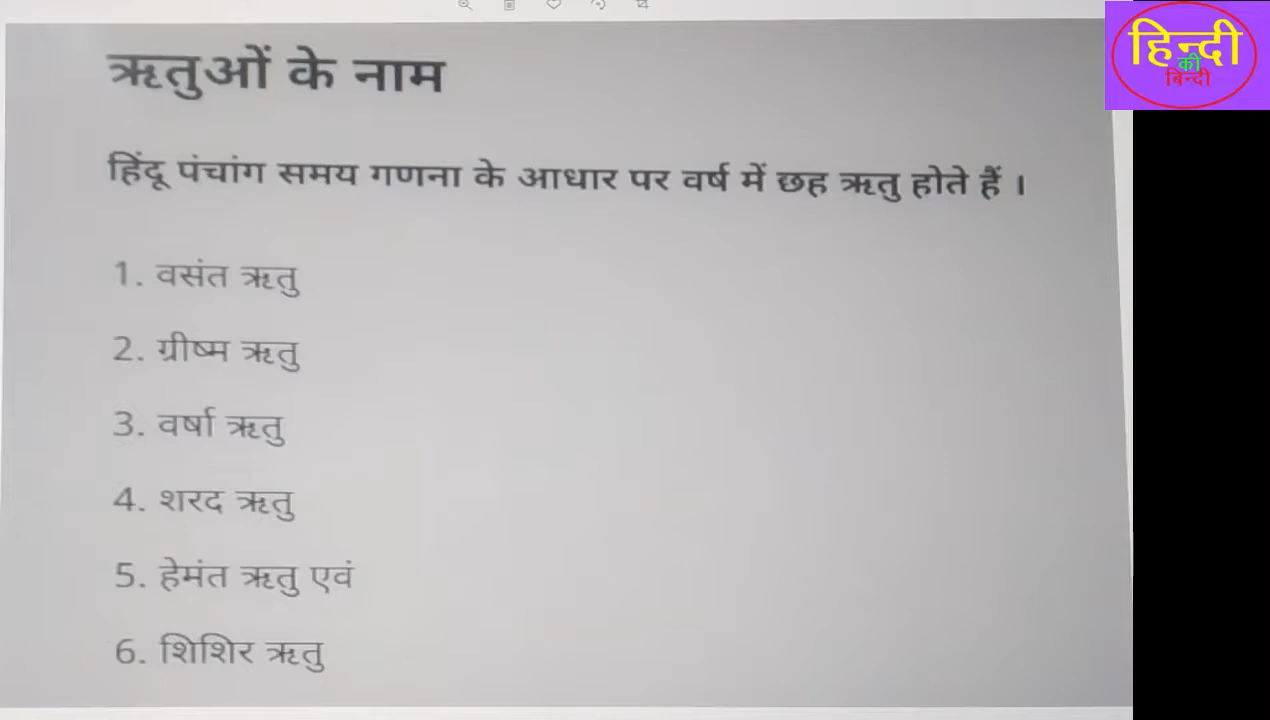 ऋतुओं के नाम
हिंदू पंचांग समय गणना के आधार पर वर्ष में छह ऋतु होते हैं ।
1. वसंत ऋतु
2. ग्रीष्म ऋतु
3. वर्षा ऋतु
4. शरद ऋतु
5. हेमंत ऋतु एवं
6. शिशिर ऋतु
हिन्दी
की
बिन्दी